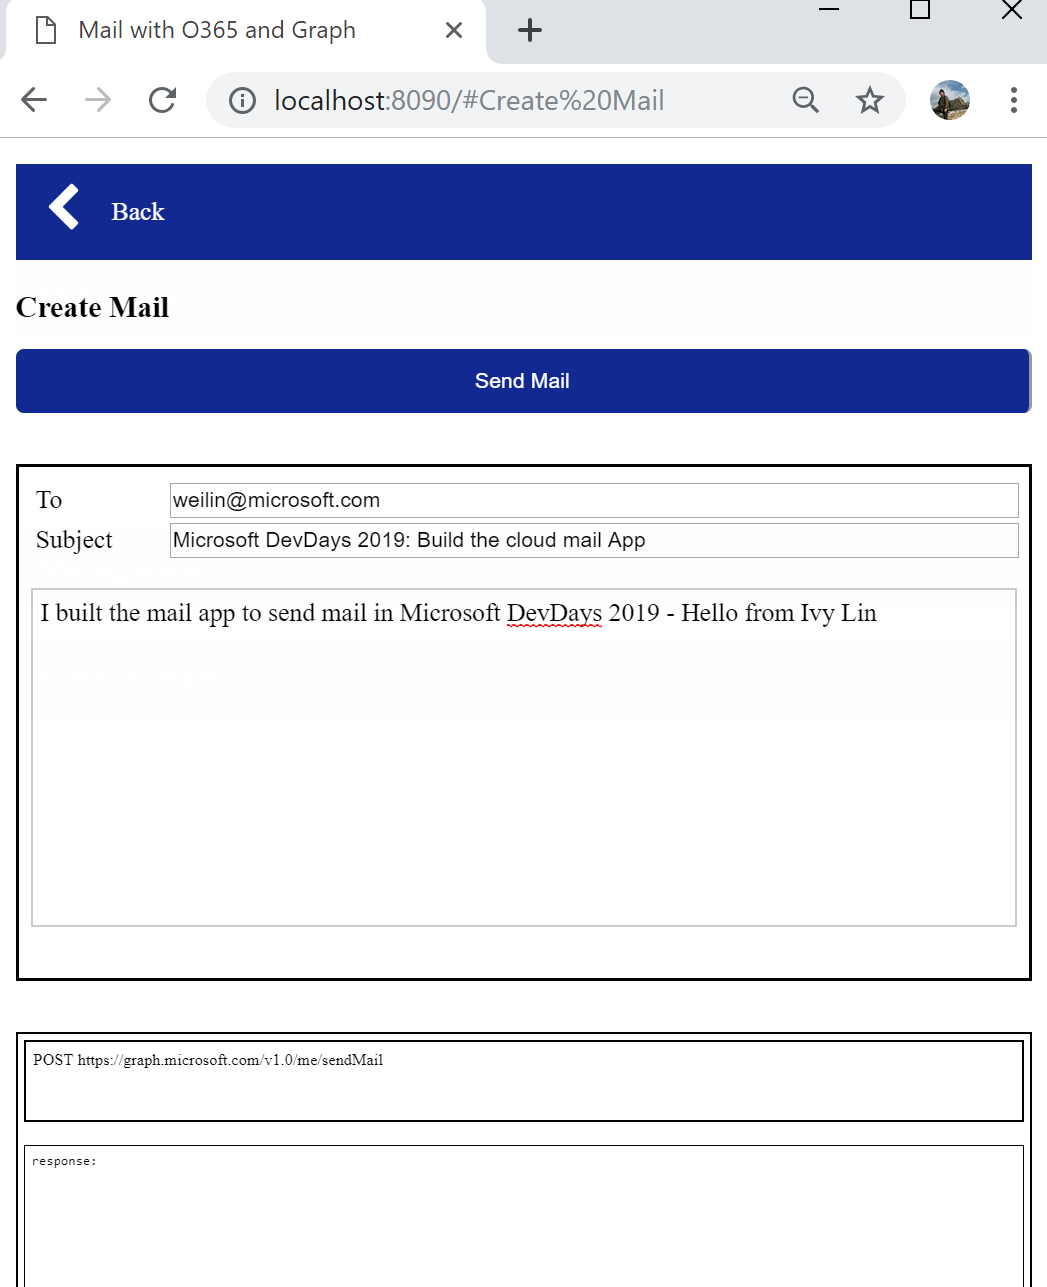 Mail with O365 and Graph
localhost:8090/#Create%20Mail
Back
Create Mail
Send Mail
To weilin@microsoft.com
Subject Microsoft DevDays 2019: Build the cloud mail App
I built the mail app to send mail in Microsoft DevDays 2019 - Hello from Ivy Lin
POST https://graph.microsoft.com/v1.0/me/sendMail
response: